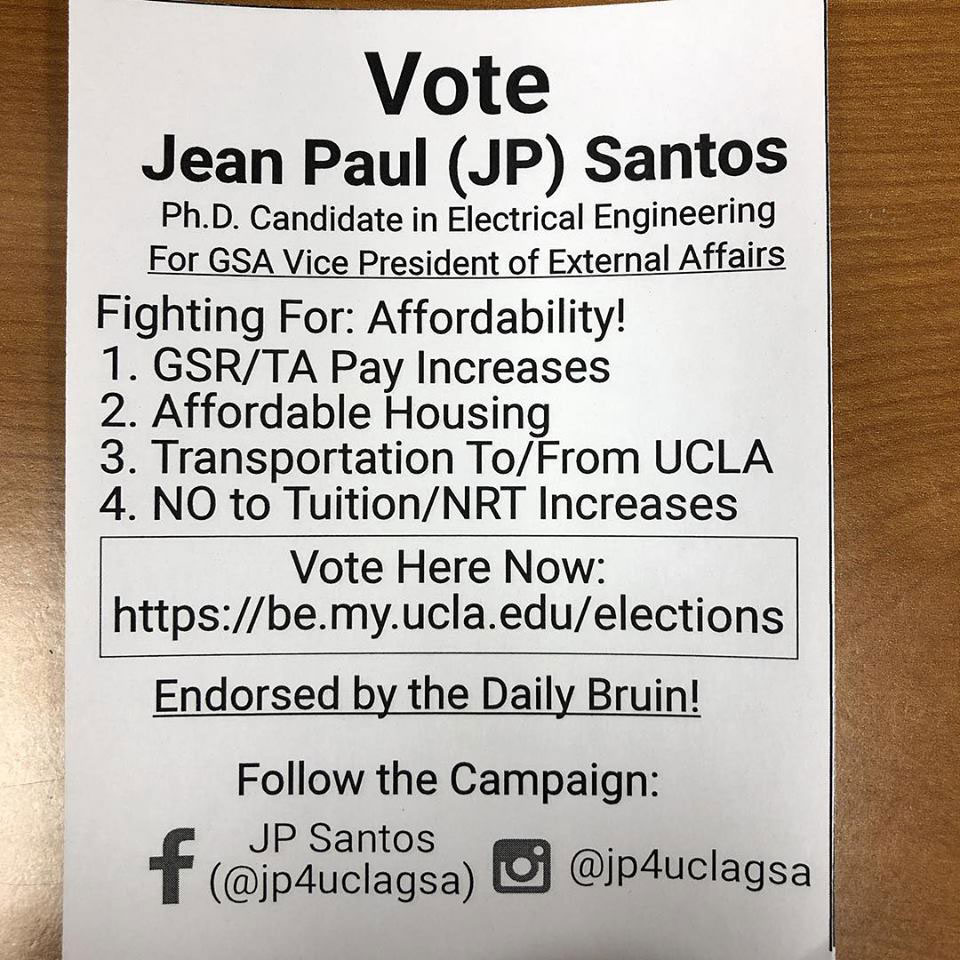 Vote
Jean Paul (JP) Santos
Ph.D. Candidate in Electrical Engineering
For GSA Vice President of External Affairs
Fighting For: Affordability!
1. GSR/TA Pay Increases
2. Affordable Housing
3. Transportation To/From UCLA
4. NO to Tuition/NRT Increases
Vote Here Now:
https://be.my.ucla.edu/elections
Endorsed by the Daily Bruin!
Follow the Campaign:
JP Santos
(@jp4uclagsa)
@jp4uclagsa